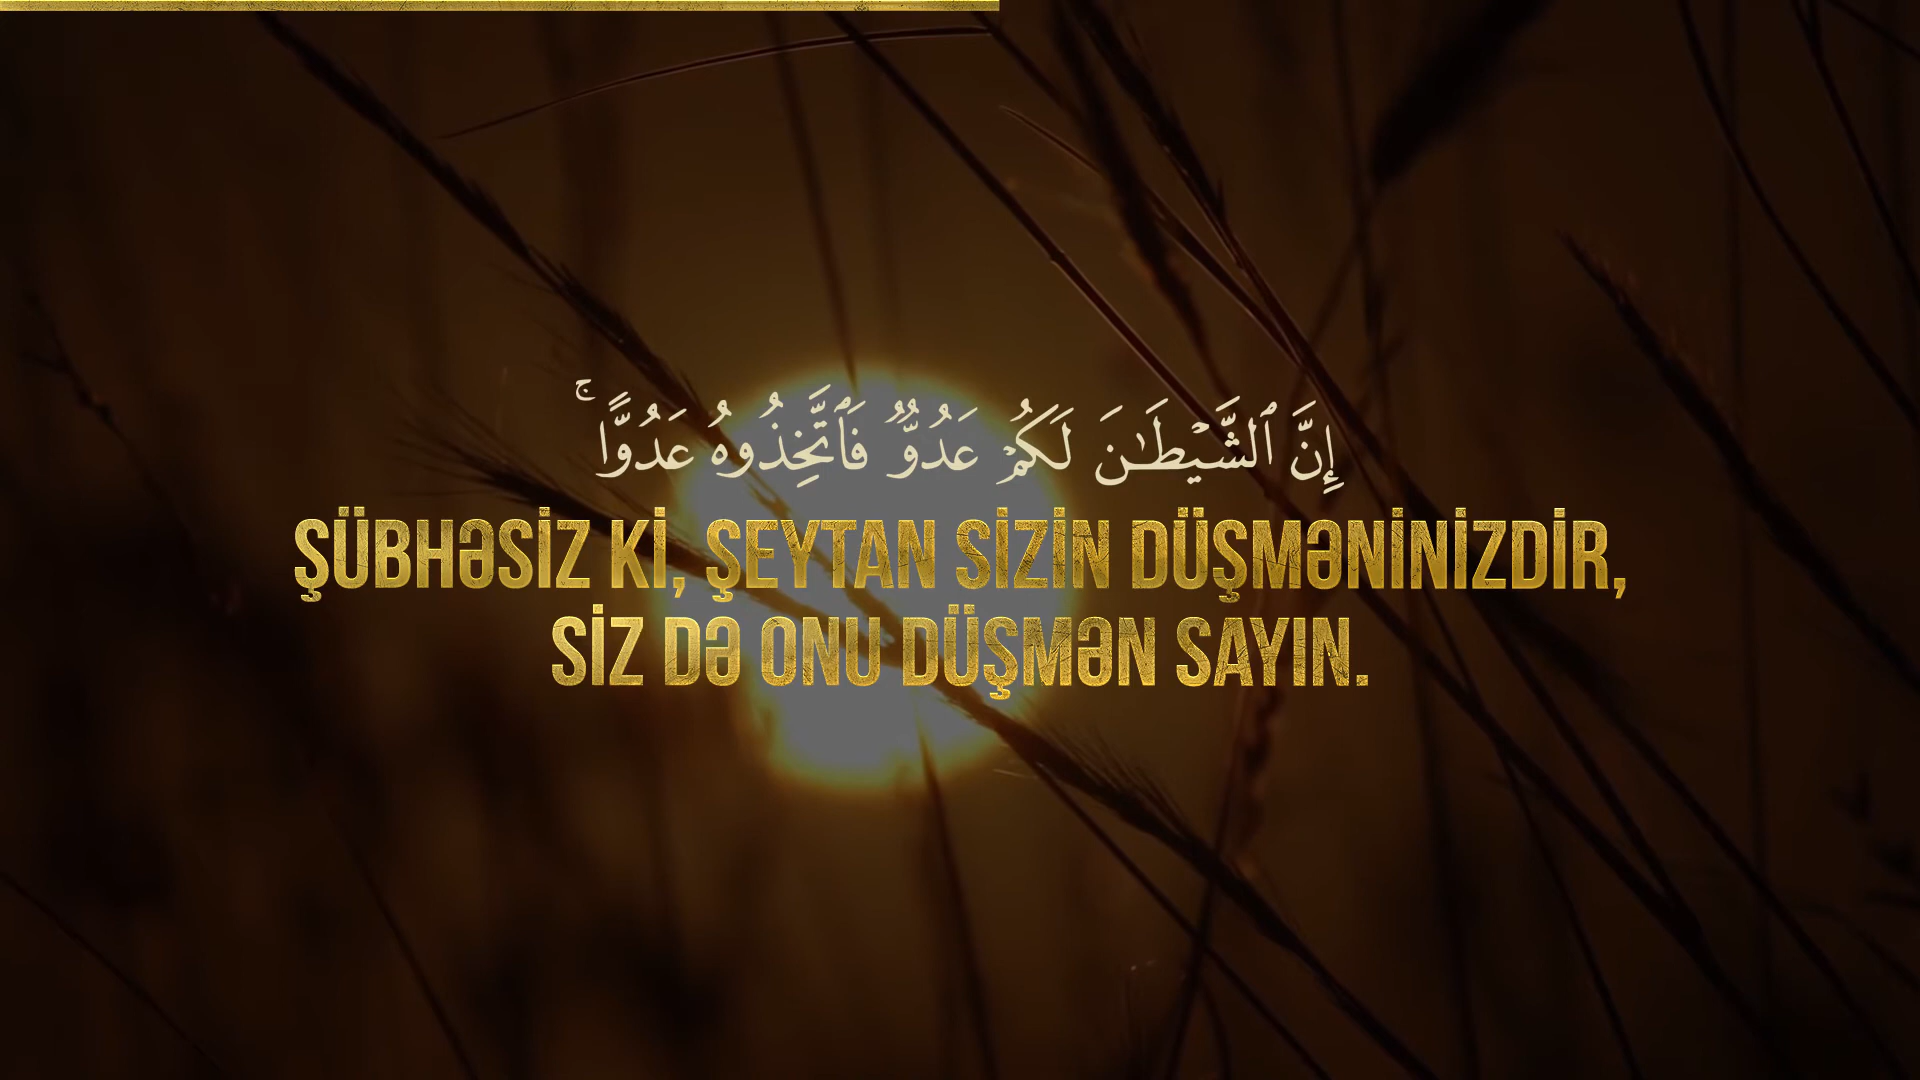 إِنَّ ٱلشَّيْطَـٰنَ لَكُمْ عَدُوٌّ فَٱتَّخِذُوهُ عَدُوًّا ۚ
ŞÜBHƏSİZ Kİ, ŞEYTAN SİZİN DÜŞMƏNİNİZDİR,
SİZ DƏ ONU DÜŞMƏN SAYIN.